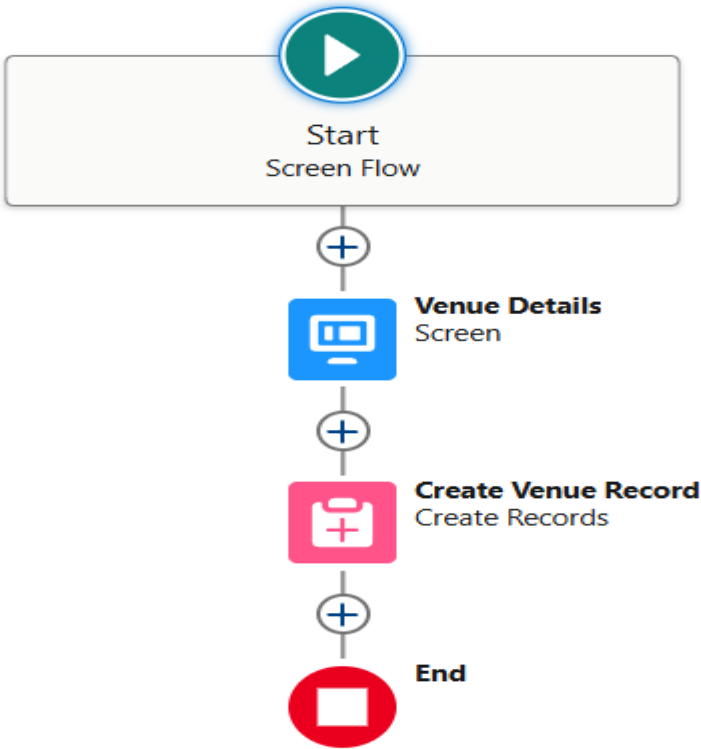 Start
Screen Flow
Venue Details
Screen
Create Venue Record
Create Records
End